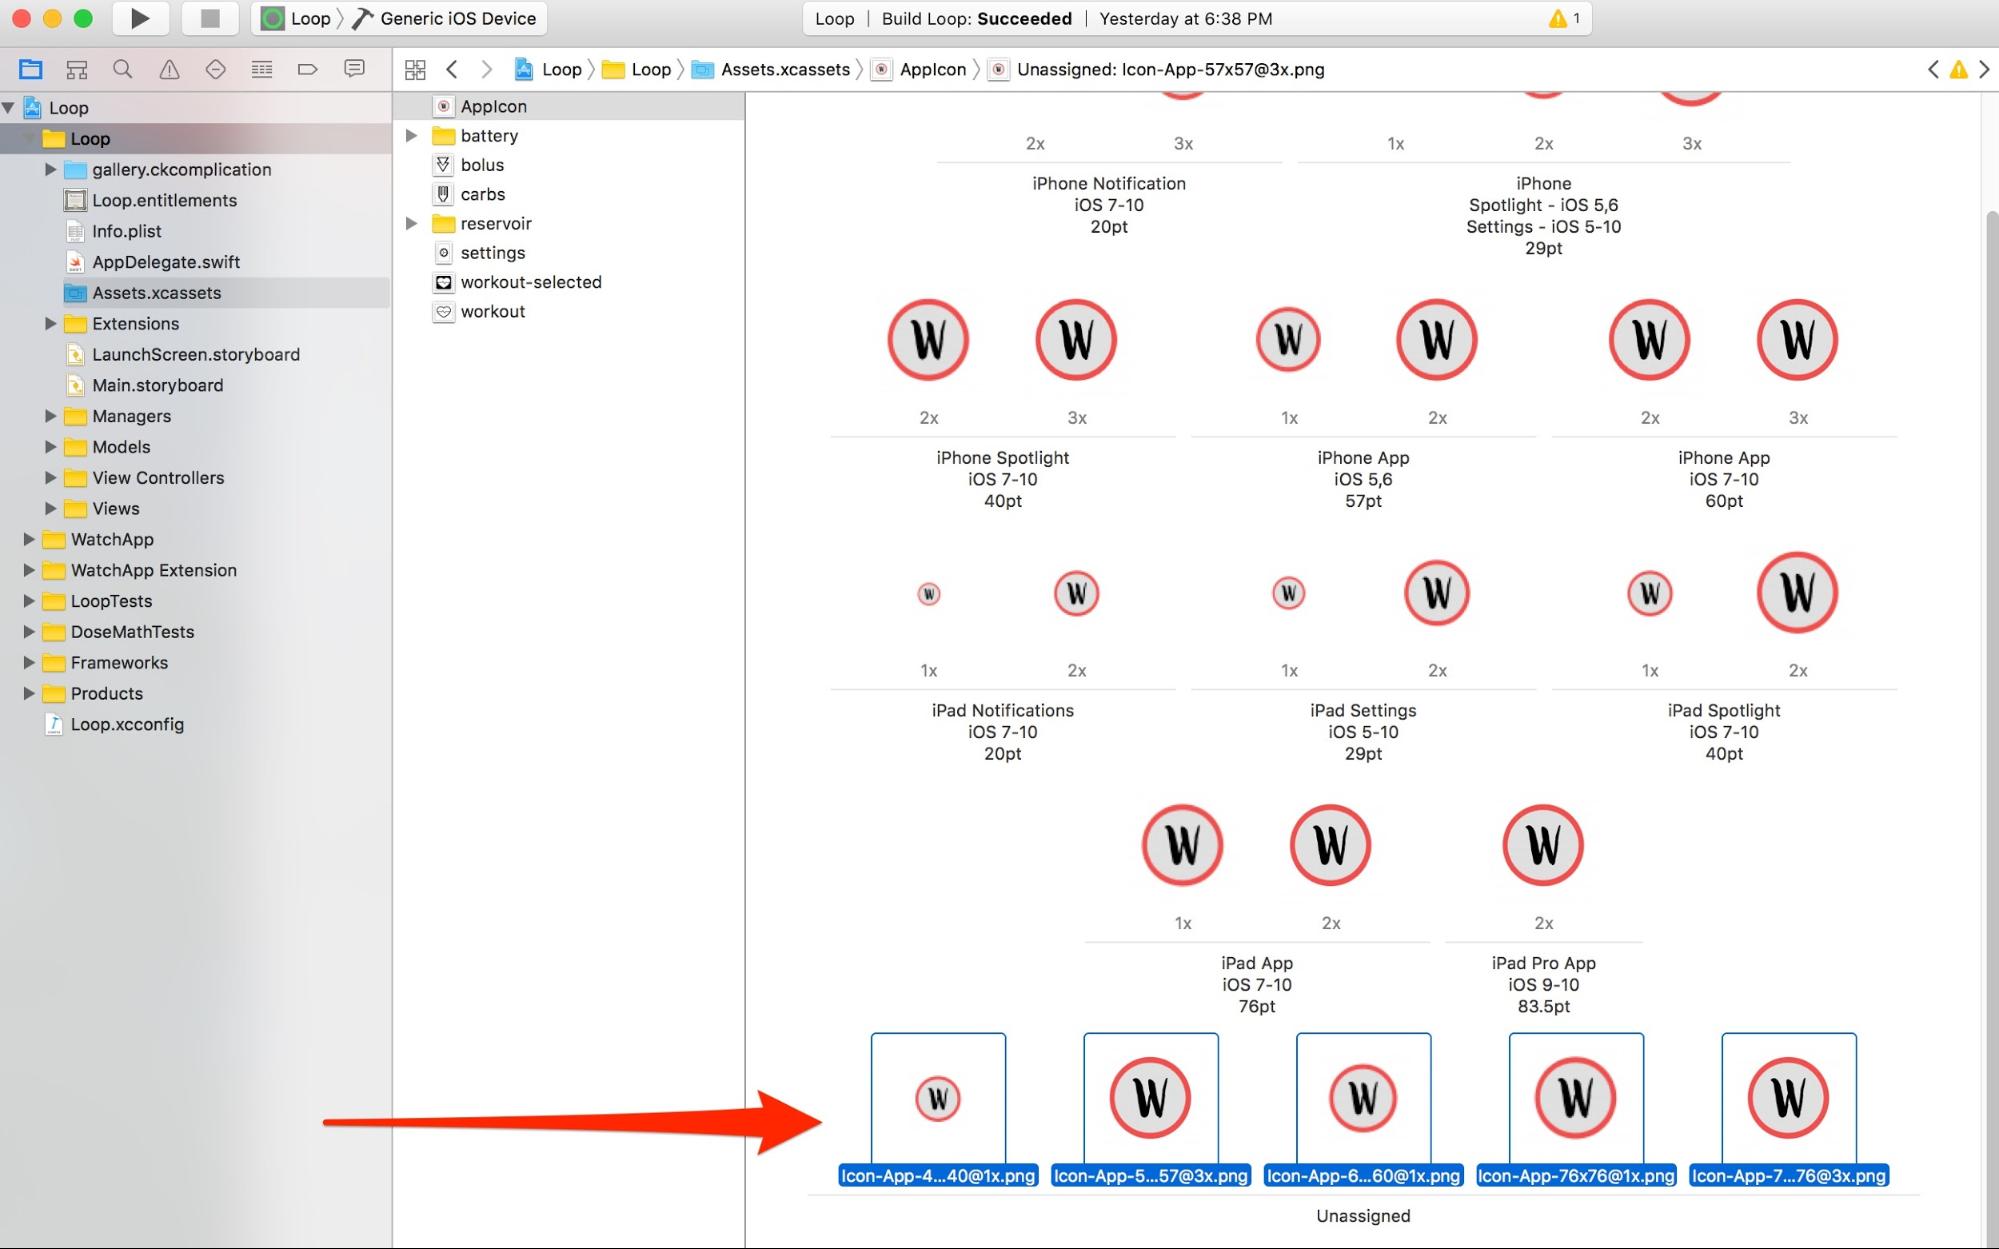 Loop
Generic iOS Device
Loop | Build Loop: Succeeded | Yesterday at 6:38 PM
1
Loop
Loop
Assets.xcassets
AppIcon
Unassigned: Icon-App-57x57@3x.png
Loop
Loop
gallery.ckcomplication
Loop.entitlements
Info.plist
AppDelegate.swift
Assets.xcassets
Extensions
LaunchScreen.storyboard
Main.storyboard
Managers
Models
View Controllers
Views
WatchApp
WatchApp Extension
LoopTests
DoseMathTests
Frameworks
Products
Loop.xcconfig
AppIcon
battery
bolus
carbs
reservoir
settings
workout-selected
workout
2x 3x
iPhone Notification
iOS 7-10
20pt
1x 2x 3x
iPhone
Spotlight - iOS 5,6
Settings - iOS 5-10
29pt
W W
2x 3x
iPhone Spotlight
iOS 7-10
40pt
W W
1x 2x
iPhone App
iOS 5,6
57pt
W W
2x 3x
iPhone App
iOS 7-10
60pt
W W
1x 2x
iPad Notifications
iOS 7-10
20pt
W W
1x 2x
iPad Settings
iOS 5-10
29pt
W W
1x 2x
iPad Spotlight
iOS 7-10
40pt
W W
1x 2x
iPad App
iOS 7-10
76pt
W
2x
iPad Pro App
iOS 9-10
83.5pt
W W W W W
Icon-App-4...40@1x.png
Icon-App-5...57@3x.png
Icon-App-6...60@1x.png
Icon-App-76x76@1x.png
Icon-App-7...76@3x.png
Unassigned